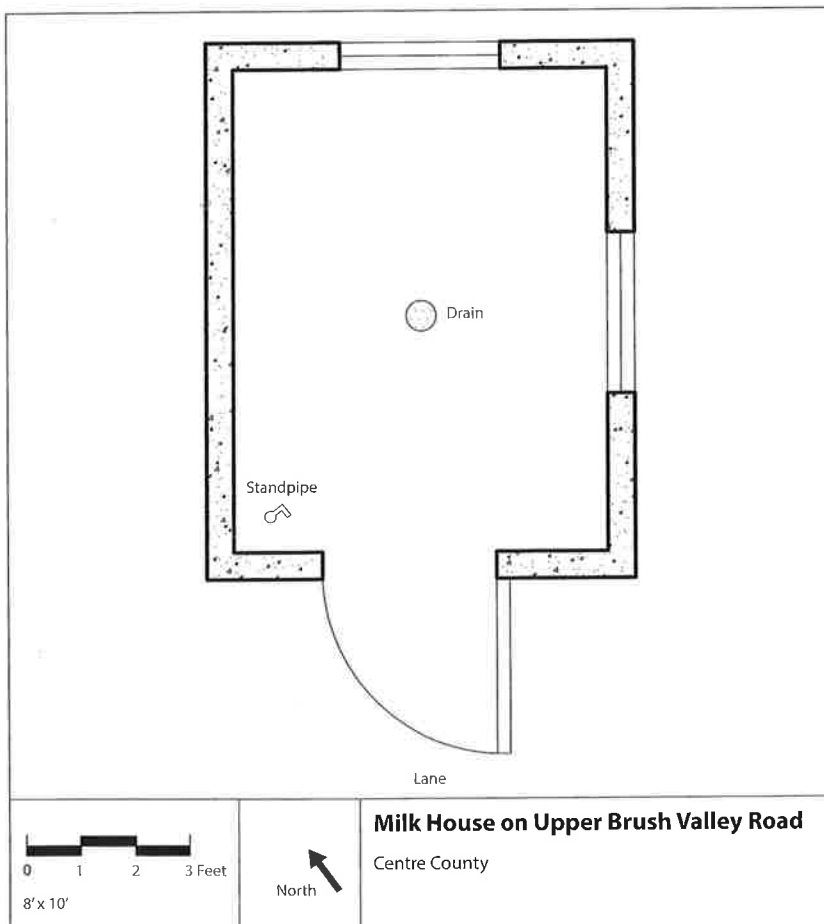 Drain
Standpipe
Lane
0 1 2 3 Feet
8' x 10'
North
Milk House on Upper Brush Valley Road
Centre County